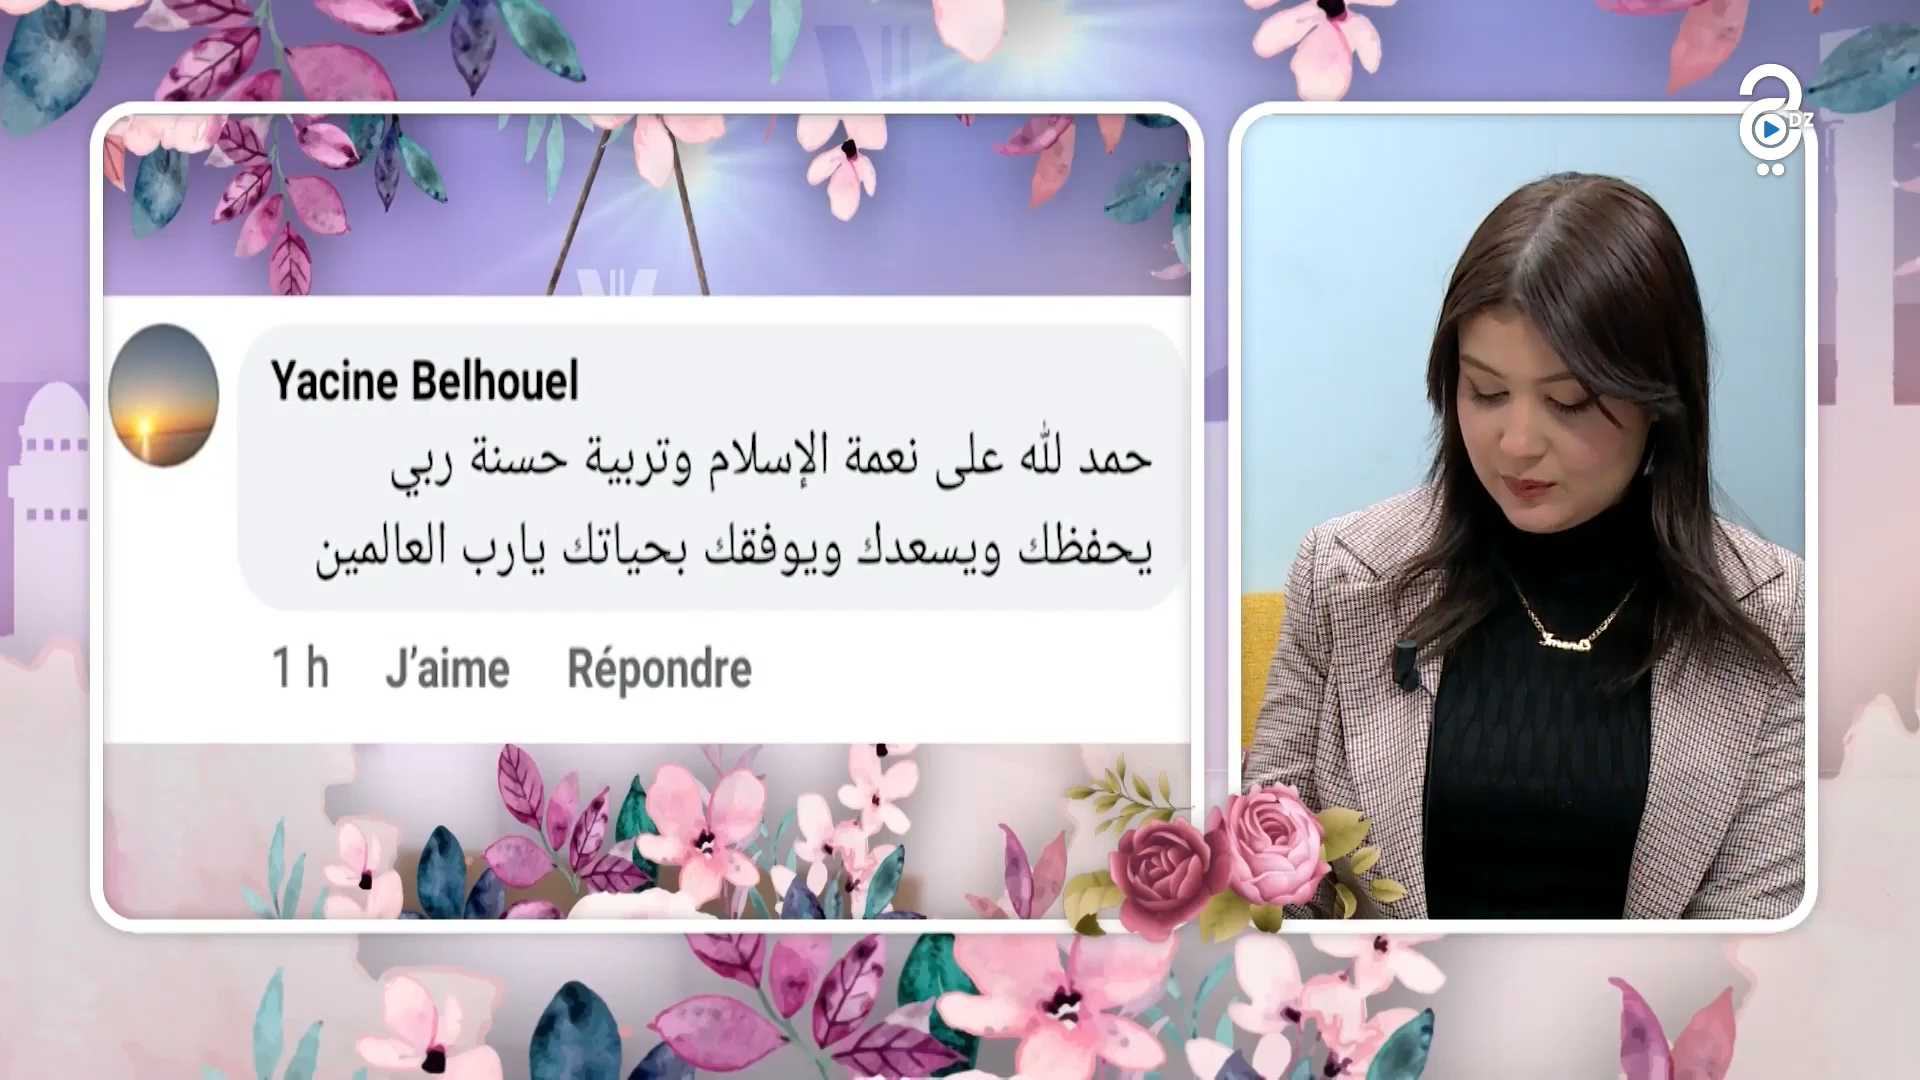 Yacine Belhouel
حمد لله على نعمة الإسلام وتربية حسنة ربي
يحفظك ويسعدك ويوفقك بحياتك يارب العالمين
1 h J'aime Répondre
DZ